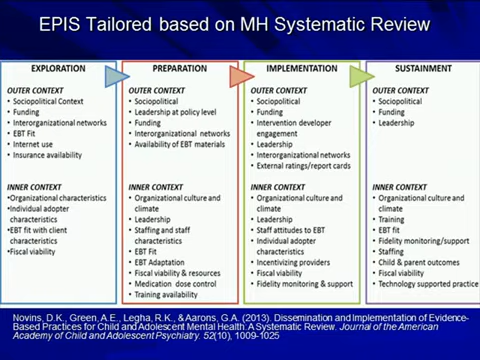 EPIS Tailored based on MH Systematic Review
EXPLORATION
OUTER CONTEXT
• Sociopolitical Context
• Funding
• Interorganizational networks
• EBT Fit
• Internet use
• Insurance availability
INNER CONTEXT
•Organizational characteristics
•Individual adopter
characteristics
•EBT fit with client
characteristics
•Fiscal viability
PREPARATION
OUTER CONTEXT
• Sociopolitical
• Leadership at policy level
• Funding
• Interorganizational networks
• Availability of EBT materials
INNER CONTEXT
• Organizational culture and
climate
• Leadership
• Staffing and staff
characteristics
• EBT Fit
• EBT Adaptation
• Fiscal viability & resources
• Medication dose control
• Training availability
IMPLEMENTATION
OUTER CONTEXT
• Sociopolitical
• Funding
• Intervention developer
engagement
• Leadership
• Interorganizational networks
• External ratings/report cards
INNER CONTEXT
• Organizational culture and
climate
• Leadership
• Staff attitudes to EBT
• Individual adopter
characteristics
• Incentivizing providers
• Fiscal viability
• Fidelity monitoring & support
SUSTAINMENT
OUTER CONTEXT
• Sociopolitical
• Funding
• Leadership
INNER CONTEXT
• Organizational culture and
climate
• Training
• EBT fit
• Fidelity monitoring/support
• Staffing
• Child & parent outcomes
• Fiscal viability
• Technology supported practice
Novins, D.K., Green, A.E., Legha, R.K., & Aarons, G.A. (2013). Dissemination and Implementation of Evidence-
Based Practices for Child and Adolescent Mental Health: A Systematic Review. Journal of the American
Academy of Child and Adolescent Psychiatry. 52(10), 1009-1025